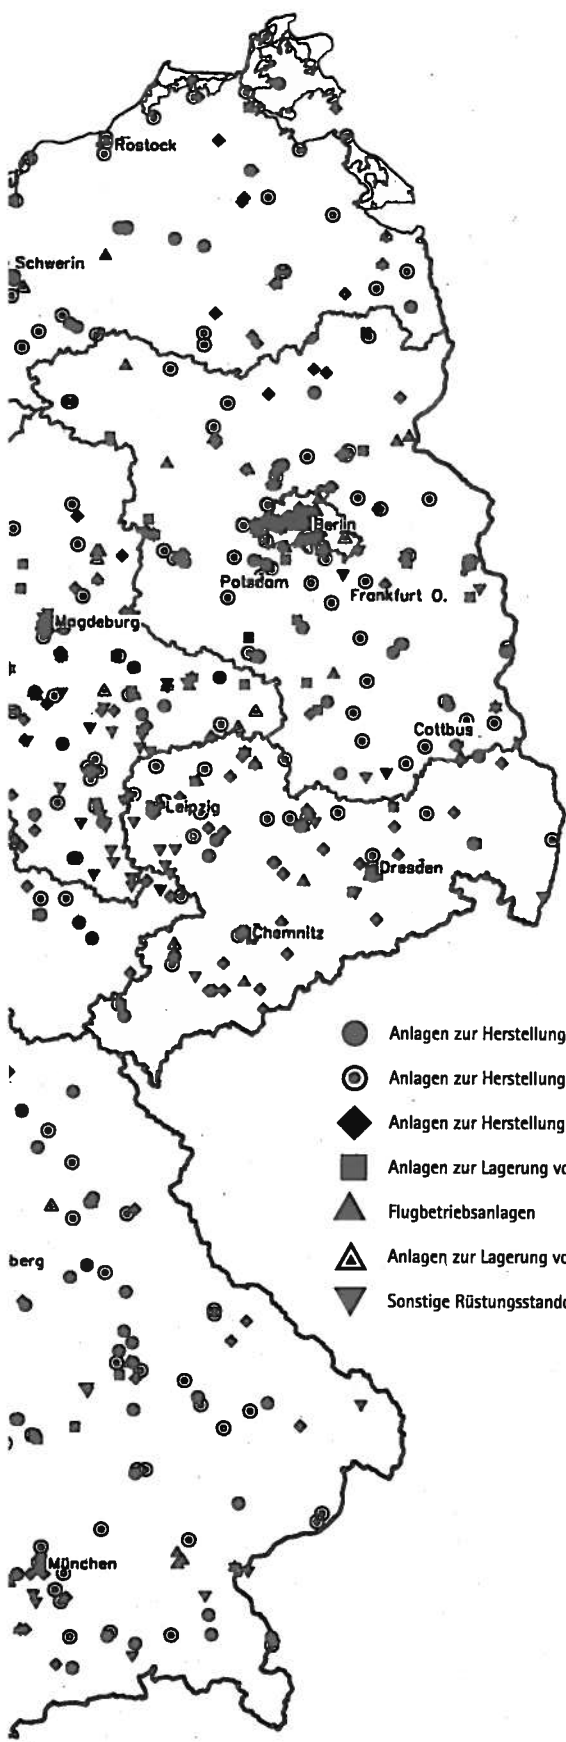 Rostock
Schwerin
Berlin
Potsdam
Frankfurt O.
Magdeburg
Cottbus
Leipzig
Dresden
Chemnitz
Anlagen zur Herstellung
Anlagen zur Herstellung
Anlagen zur Herstellung
Anlagen zur Lagerung vo
Flugbetriebsanlagen
berg
Anlagen zur Lagerung vo
Sonstige Rüstungsstando
München